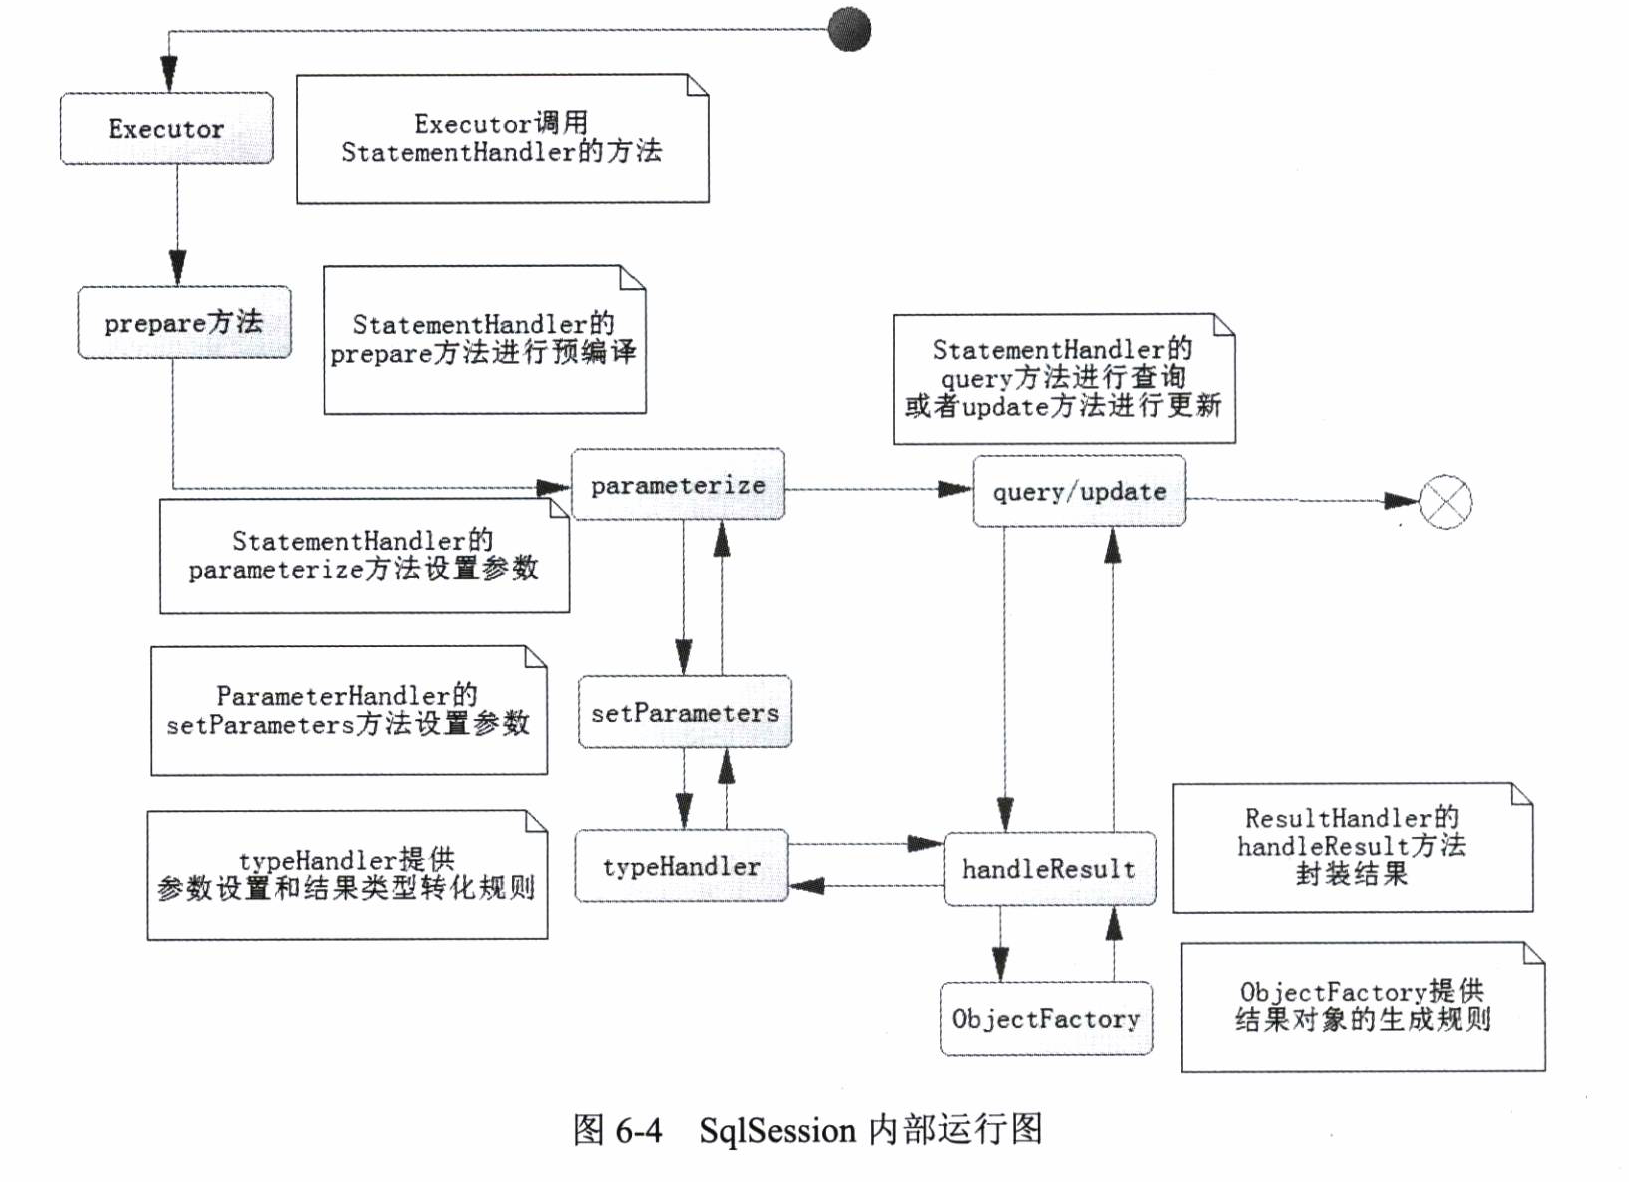 Executor
Executor调用
StatementHandler的方法
prepare方法
StatementHandler的
prepare方法进行预编译
StatementHandler的
query方法进行查询
或者update方法进行更新
parameterize
query/update
StatementHandler的
parameterize方法设置参数
ParameterHandler的
setParameters方法设置参数
setParameters
typeHandler提供
参数设置和结果类型转化规则
typeHandler
handleResult
ResultHandler的
handleResult方法
封装结果
ObjectFactory
ObjectFactory提供
结果对象的生成规则
图 6-4 SqlSession 内部运行图